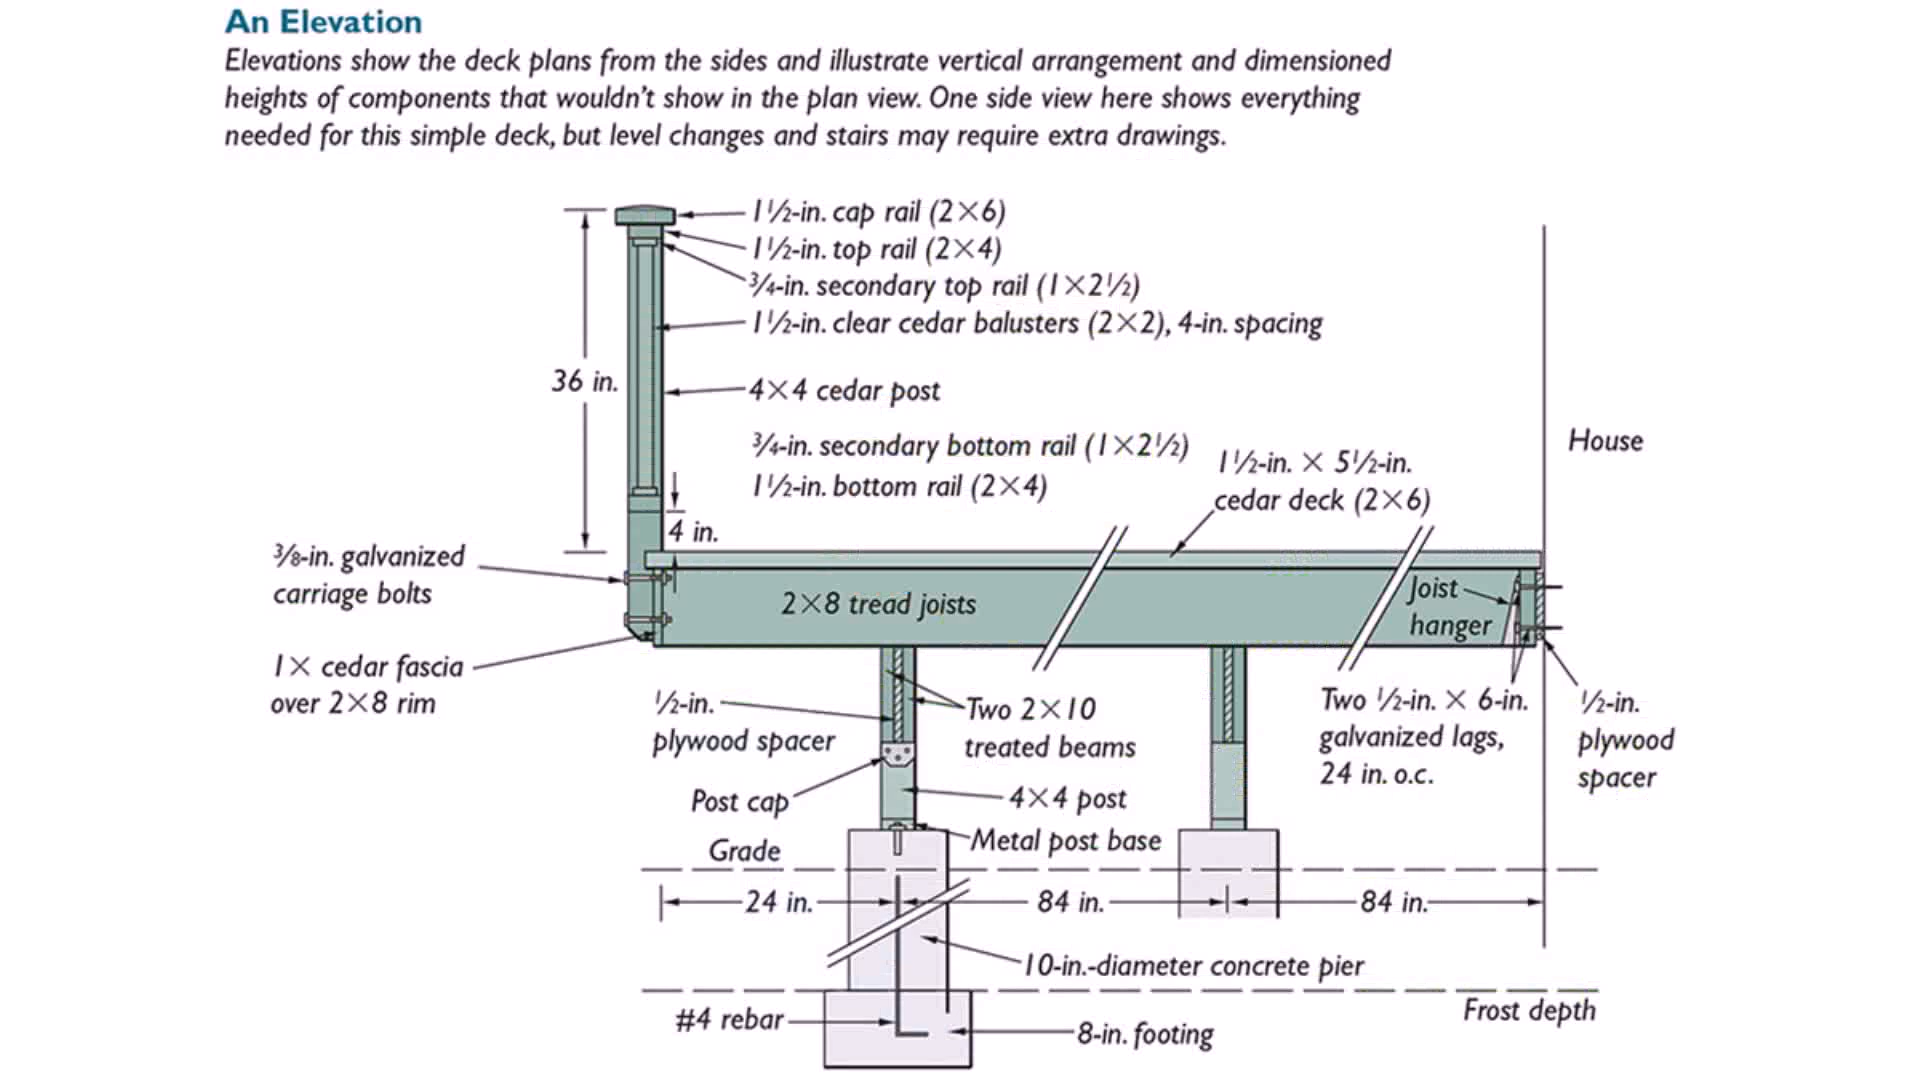 An Elevation
Elevations show the deck plans from the sides and illustrate vertical arrangement and dimensioned
heights of components that wouldn't show in the plan view. One side view here shows everything
needed for this simple deck, but level changes and stairs may require extra drawings.
1½-in. cap rail (2×6)
1½-in. top rail (2×4)
¾-in. secondary top rail (1×2½)
1½-in. clear cedar balusters (2×2), 4-in. spacing
36 in.
4×4 cedar post
¾-in. secondary bottom rail (1×2½)
1½-in. bottom rail (2×4)
4 in.
1½-in. × 5½-in.
cedar deck (2×6)
House
⅜-in. galvanized
carriage bolts
2×8 tread joists
Joist
hanger
1× cedar fascia
over 2×8 rim
½-in.
plywood spacer
Two 2×10
treated beams
Two ½-in. × 6-in.
galvanized lags,
24 in. o.c.
½-in.
plywood
spacer
Post cap
4×4 post
Metal post base
Grade
24 in.
84 in.
84 in.
10-in.-diameter concrete pier
Frost depth
#4 rebar
8-in. footing